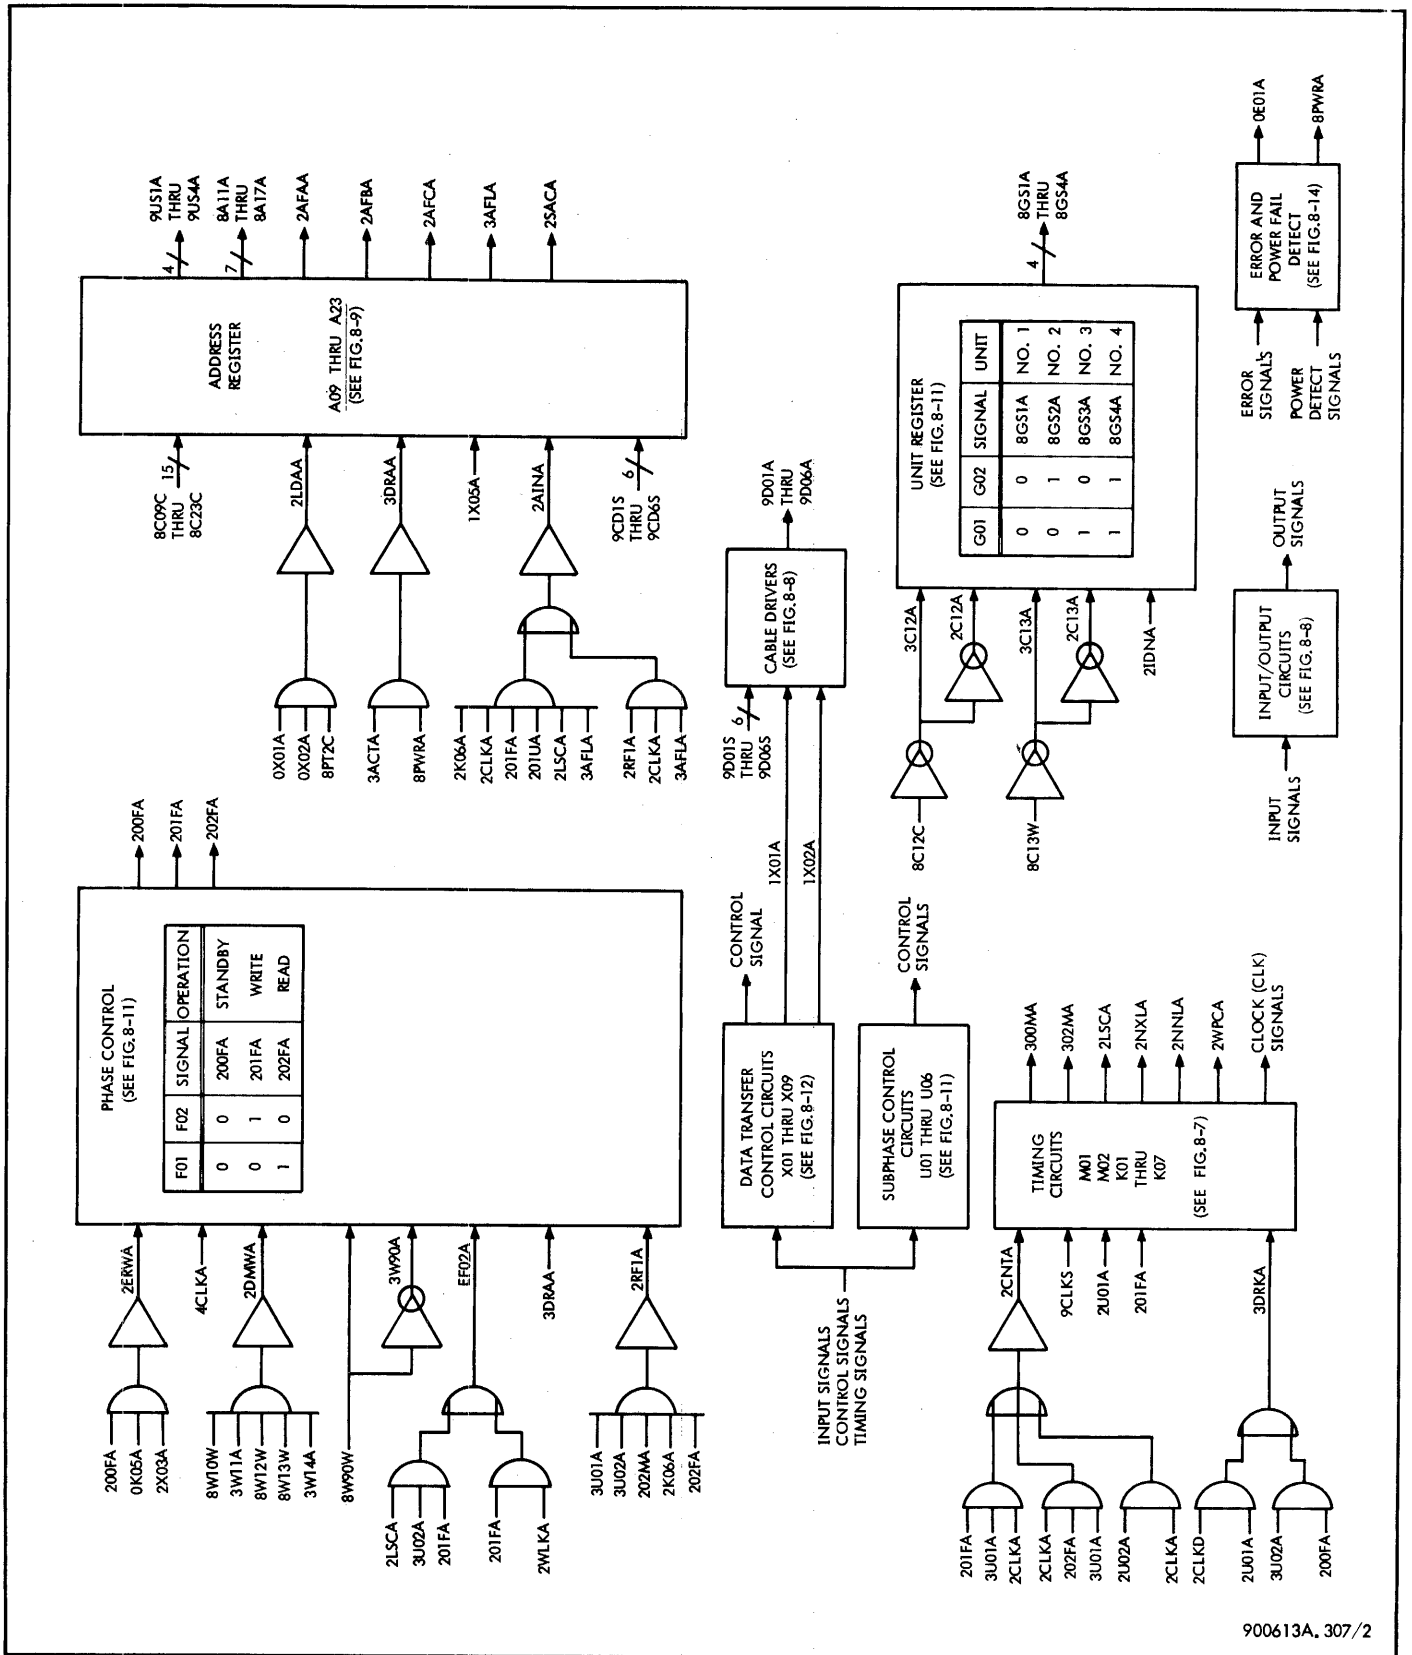 PHASE CONTROL
(SEE FIG.8-11)
F01 F02 SIGNAL OPERATION
0 0 200FA STANDBY
0 1 201FA WRITE
1 0 202FA READ
200FA
0K05A
2X03A
2ERWA
4CLKA
8W10W
3W11A
8W12W
8W13W
3W14A
2DMWA
8W90W
3W90A
2LSCA
3U02A
201FA
201FA
2WLKA
EF02A
3DRAA
3U01A
3U02A
202MA
2K06A
202FA
2RF1A
200FA
201FA
202FA
8C09C
THRU
8C23C
15
0X01A
0X02A
8PT2C
2LDAA
3ACTA
8PWRA
3DRAA
1X05A
2K06A
2CLKA
201FA
201UA
2LSCA
3AFLA
2RF1A
2CLKA
3AFLA
2AINA
9CD1S
THRU
9CD6S
6
ADDRESS
REGISTER
A09 THRU A23
(SEE FIG.8-9)
4
9US1A
THRU
9US4A
7
8A11A
THRU
8A17A
2AFAA
2AFBA
2AFCA
3AFLA
2SACA
INPUT SIGNALS
CONTROL SIGNALS
TIMING SIGNALS
DATA TRANSFER
CONTROL CIRCUITS
X01 THRU X09
(SEE FIG.8-12)
CONTROL
SIGNAL
1X01A
1X02A
9D01S
THRU
9D06S
6
CABLE DRIVERS
(SEE FIG.8-8)
9D01A
THRU
9D06A
SUBPHASE CONTROL
CIRCUITS
U01 THRU U06
(SEE FIG.8-11)
CONTROL
SIGNALS
201FA
3U01A
2CLKA
2CLKA
202FA
3U01A
2U02A
2CLKA
2CNTA
9CLKS
2U01A
201FA
2CLKD
2U01A
3U02A
200FA
3DRKA
TIMING
CIRCUITS
M01
M02
K01
THRU
K07
(SEE FIG.8-7)
300MA
302MA
2LSCA
2NXLA
2NNLA
2WPCA
CLOCK (CLK)
SIGNALS
8C12C
3C12A
2C12A
8C13W
3C13A
2C13A
2IDNA
UNIT REGISTER
(SEE FIG.8-11)
G01 G02 SIGNAL UNIT
0 0 8GS1A NO. 1
0 1 8GS2A NO. 2
1 0 8GS3A NO. 3
1 1 8GS4A NO. 4
4
8GS1A
THRU
8GS4A
INPUT
SIGNALS
INPUT/OUTPUT
CIRCUITS
(SEE FIG.8-8)
OUTPUT
SIGNALS
ERROR
SIGNALS
POWER
DETECT
SIGNALS
ERROR AND
POWER FAIL
DETECT
(SEE FIG.8-14)
0E01A
8PWRA
900613A.307/2